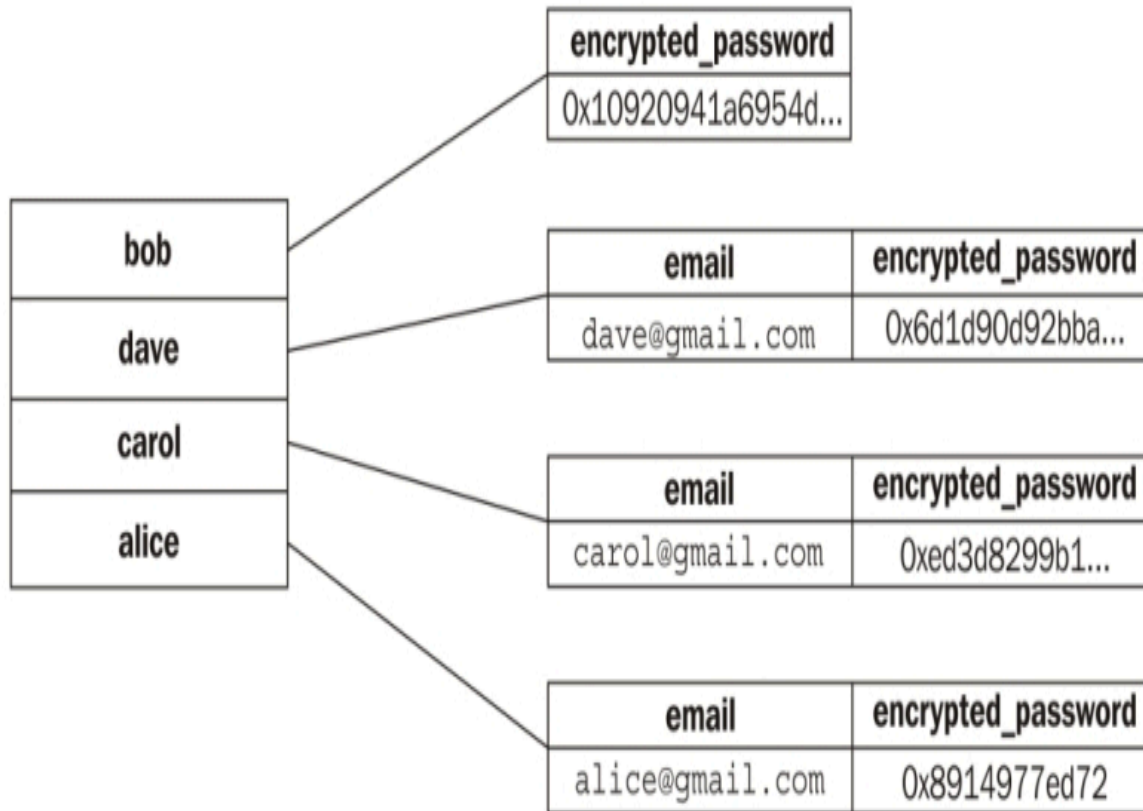 encrypted_password
0x10920941a6954d...
bob
dave
carol
alice
email encrypted_password
dave@gmail.com 0x6d1d90d92bba...
email encrypted_password
carol@gmail.com 0xed3d8299b1...
email encrypted_password
alice@gmail.com 0x8914977ed72